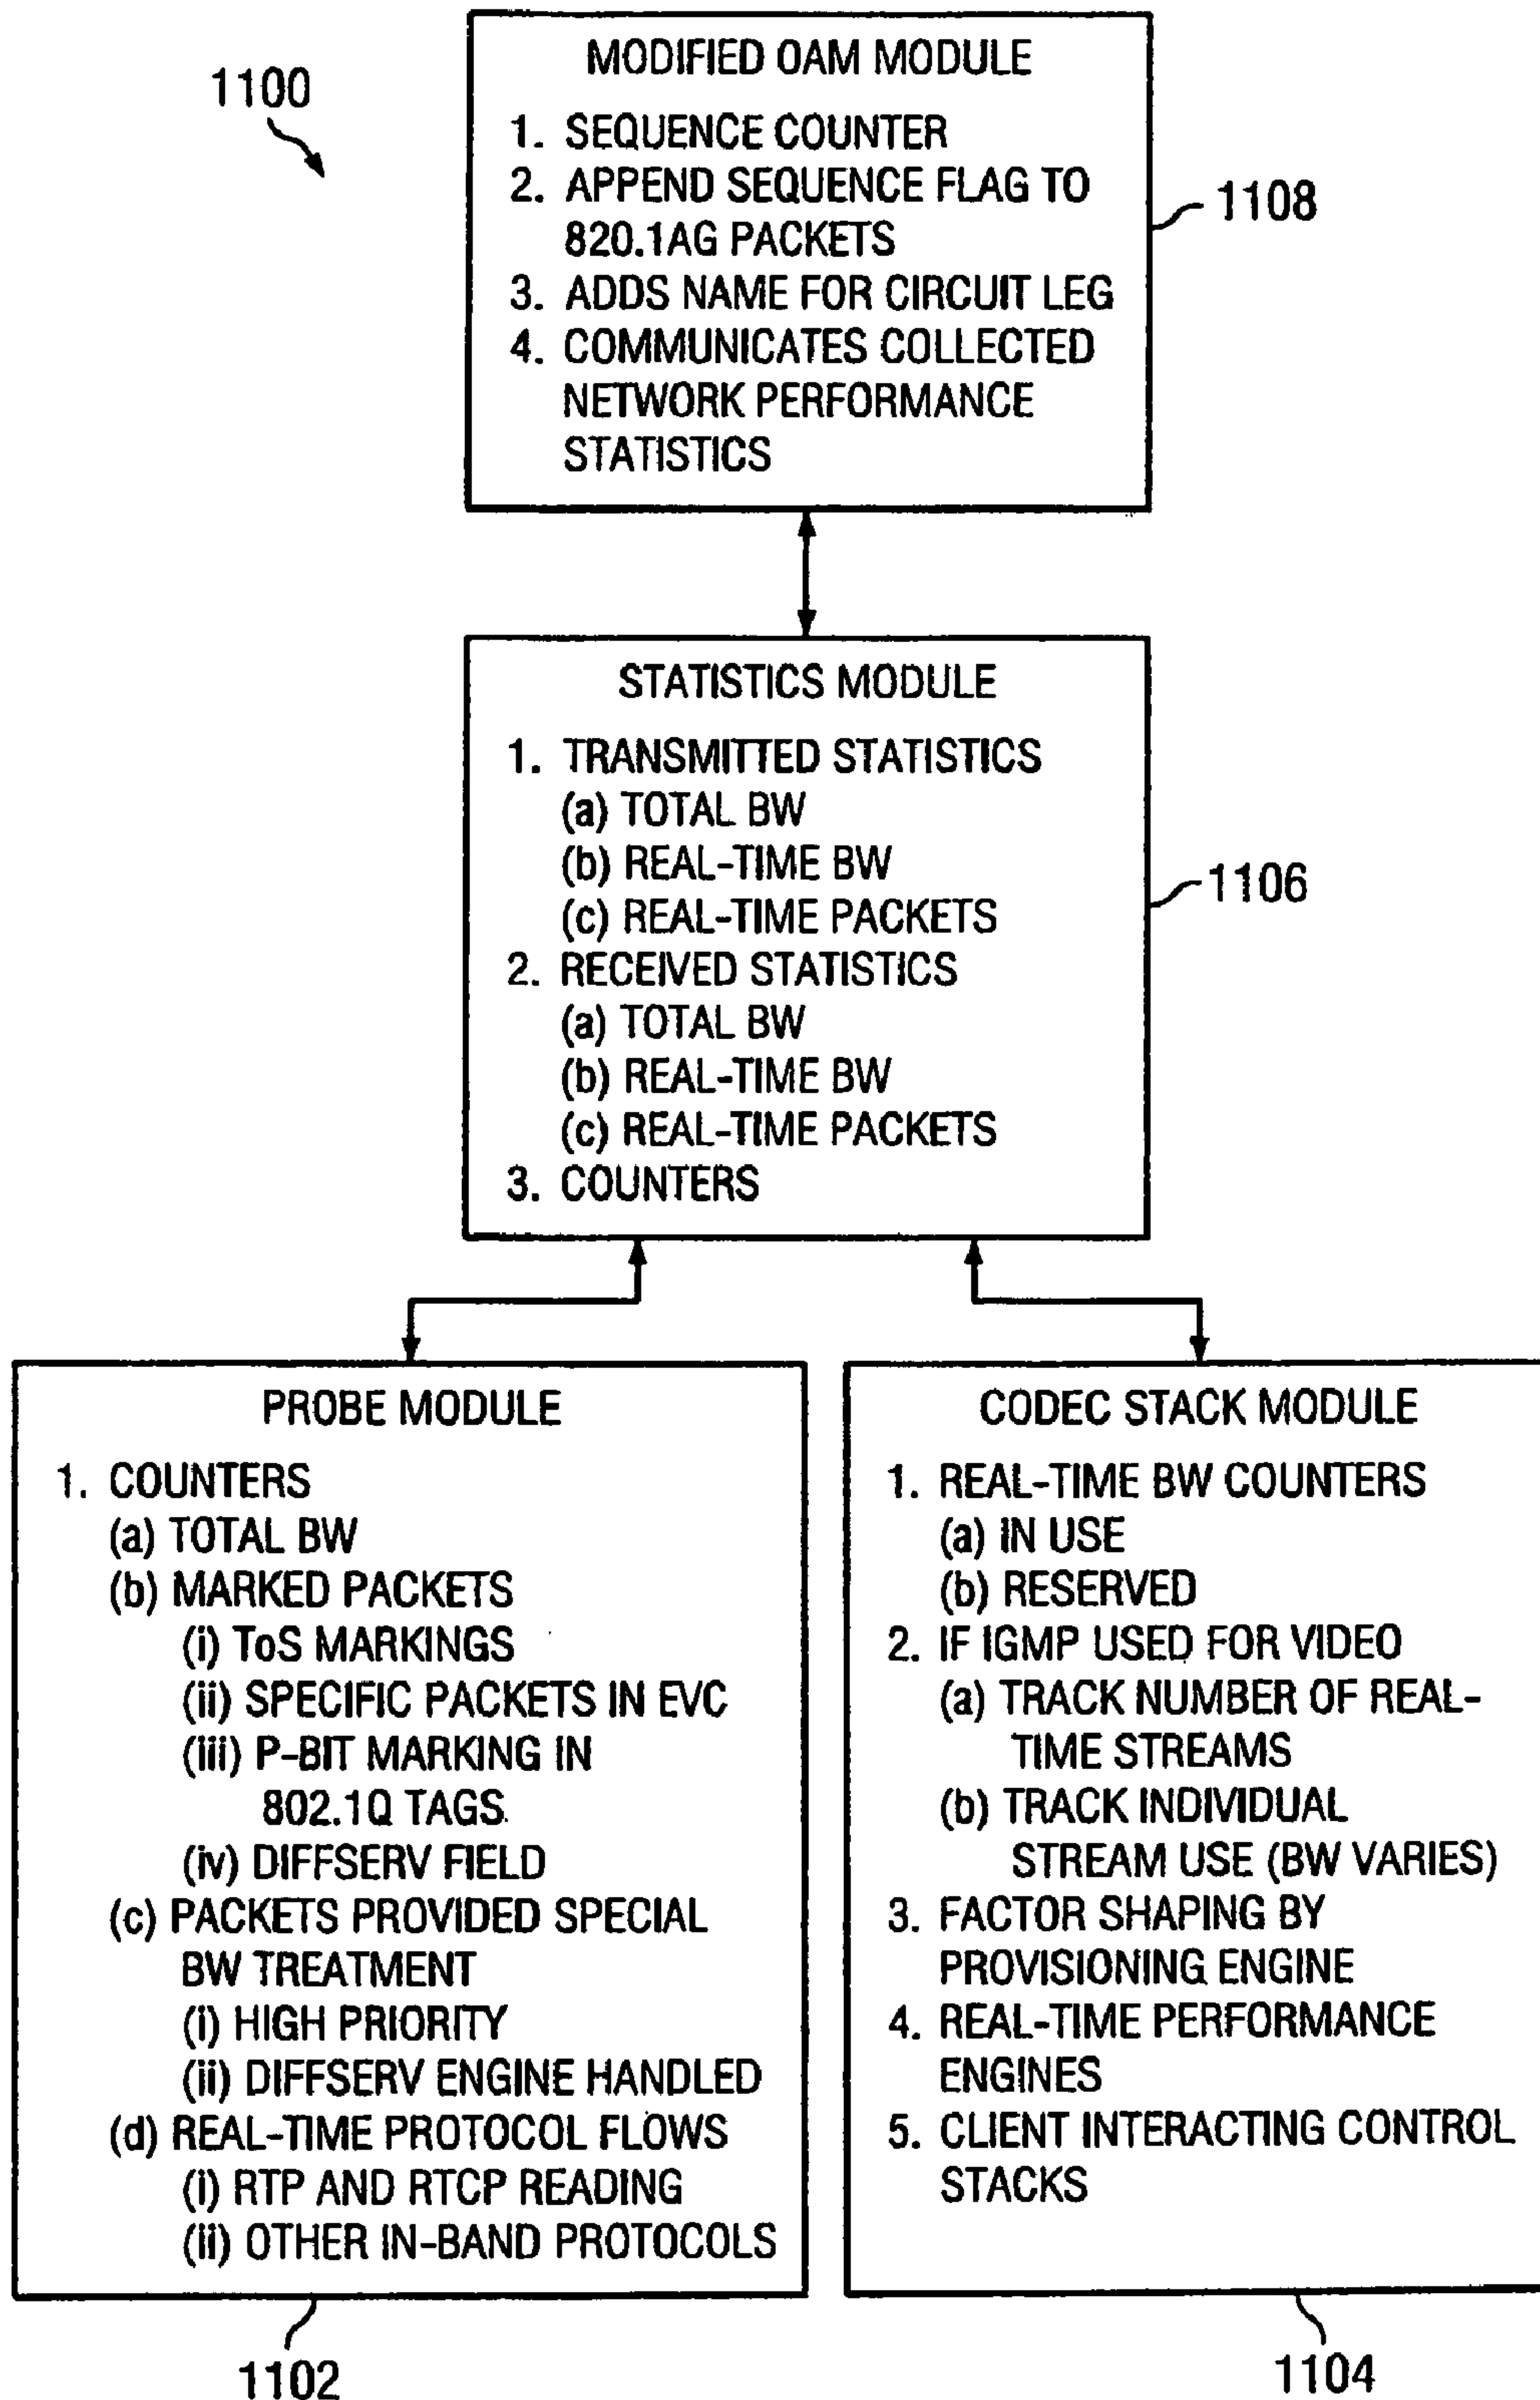 1100
MODIFIED OAM MODULE
1. SEQUENCE COUNTER
2. APPEND SEQUENCE FLAG TO
820.1AG PACKETS
3. ADDS NAME FOR CIRCUIT LEG
4. COMMUNICATES COLLECTED
NETWORK PERFORMANCE
STATISTICS
1108
STATISTICS MODULE
1. TRANSMITTED STATISTICS
(a) TOTAL BW
(b) REAL-TIME BW
(c) REAL-TIME PACKETS
2. RECEIVED STATISTICS
(a) TOTAL BW
(b) REAL-TIME BW
(c) REAL-TIME PACKETS
3. COUNTERS
1106
PROBE MODULE
1. COUNTERS
(a) TOTAL BW
(b) MARKED PACKETS
(i) ToS MARKINGS
(ii) SPECIFIC PACKETS IN EVC
(iii) P-BIT MARKING IN
802.1Q TAGS
(iv) DIFFSERV FIELD
(c) PACKETS PROVIDED SPECIAL
BW TREATMENT
(i) HIGH PRIORITY
(ii) DIFFSERV ENGINE HANDLED
(d) REAL-TIME PROTOCOL FLOWS
(i) RTP AND RTCP READING
(ii) OTHER IN-BAND PROTOCOLS
1102
CODEC STACK MODULE
1. REAL-TIME BW COUNTERS
(a) IN USE
(b) RESERVED
2. IF IGMP USED FOR VIDEO
(a) TRACK NUMBER OF REAL-
TIME STREAMS
(b) TRACK INDIVIDUAL
STREAM USE (BW VARIES)
3. FACTOR SHAPING BY
PROVISIONING ENGINE
4. REAL-TIME PERFORMANCE
ENGINES
5. CLIENT INTERACTING CONTROL
STACKS
1104